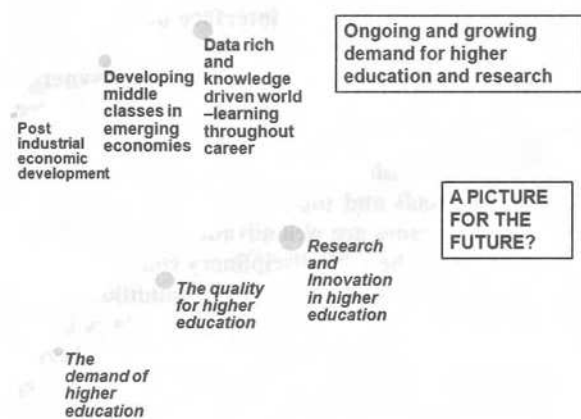 Ongoing and growing
demand for higher
education and research
Data rich
and
knowledge
driven world
–learning
throughout
career
Developing
middle
classes in
emerging
economies
Post
industrial
economic
development
A PICTURE
FOR THE
FUTURE?
Research
and
Innovation
in higher
education
The quality
for higher
education
The
demand of
higher
education